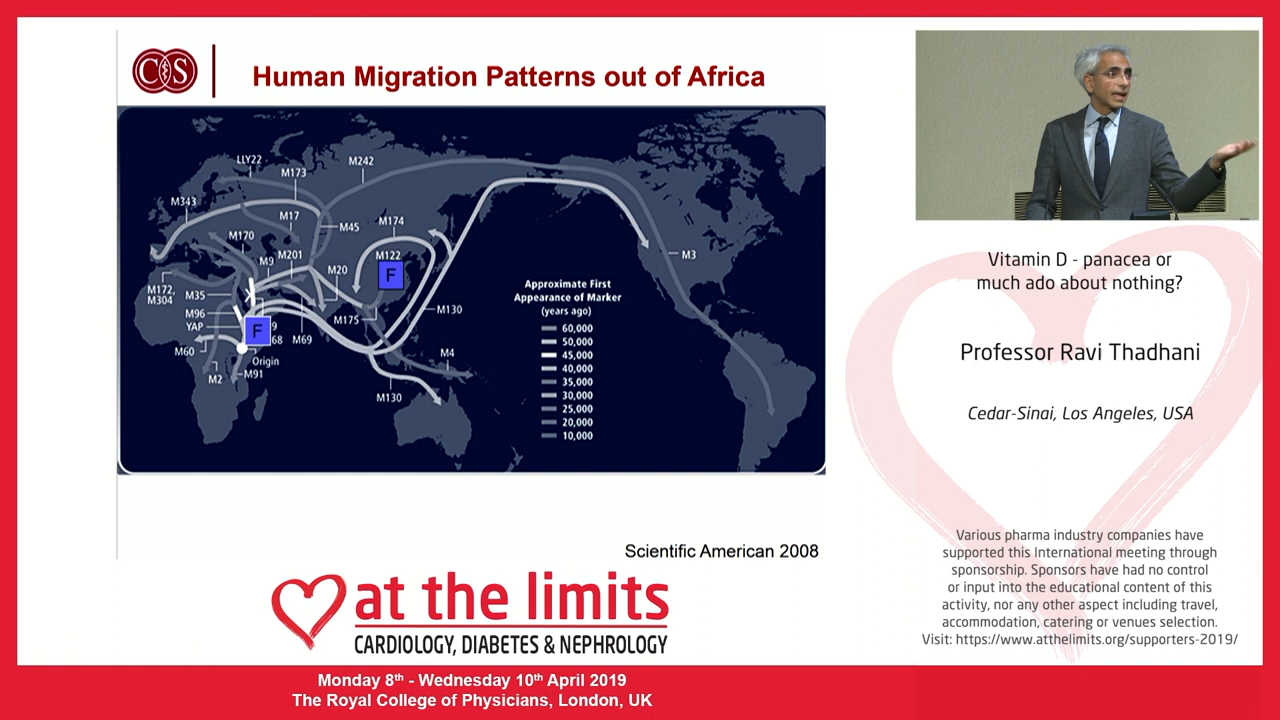 CS
Human Migration Patterns out of Africa
LLY22
M242
M173
M343
M17
M45
M174
M170
M9
M201
M122
F
M20
M172,
M304
M35
M96
YAP
F
9
68
M69
M175
M130
M3
M60
Origin
M2
M91
M4
M130
Approximate First
Appearance of Marker
(years ago)
60,000
50,000
45,000
40,000
35,000
30,000
25,000
20,000
10,000
Scientific American 2008
at the limits
CARDIOLOGY, DIABETES & NEPHROLOGY
Monday 8th - Wednesday 10th April 2019
The Royal College of Physicians, London, UK
Vitamin D - panacea or
much ado about nothing?
Professor Ravi Thadhani
Cedar-Sinai, Los Angeles, USA
Various pharma industry companies have
supported this International meeting through
sponsorship. Sponsors have had no control
or input into the educational content of this
activity, nor any other aspect including travel,
accommodation, catering or venues selection.
Visit: https://www.atthelimits.org/supporters-2019/